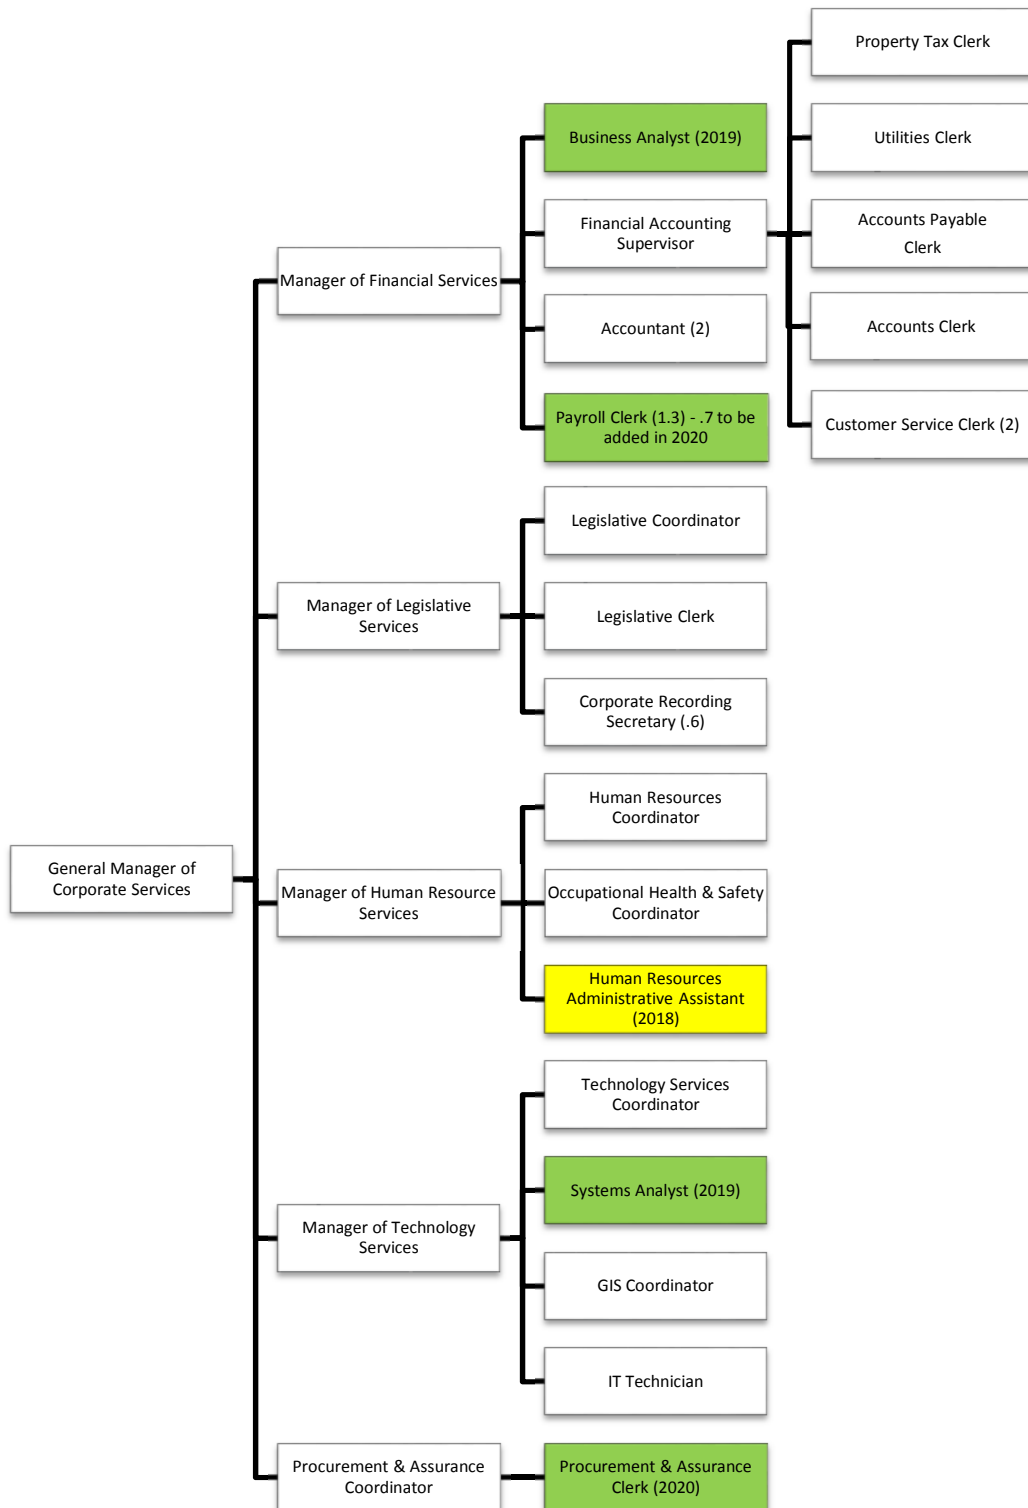 Property Tax Clerk
Business Analyst (2019)
Utilities Clerk
Financial Accounting
Supervisor
Accounts Payable
Clerk
Manager of Financial Services
Accountant (2)
Accounts Clerk
Payroll Clerk (1.3) - .7 to be
added in 2020
Customer Service Clerk (2)
Legislative Coordinator
Manager of Legislative
Services
Legislative Clerk
Corporate Recording
Secretary (.6)
Human Resources
Coordinator
General Manager of
Corporate Services
Manager of Human Resource
Services
Occupational Health & Safety
Coordinator
Human Resources
Administrative Assistant
(2018)
Technology Services
Coordinator
Systems Analyst (2019)
Manager of Technology
Services
GIS Coordinator
IT Technician
Procurement & Assurance
Coordinator
Procurement & Assurance
Clerk (2020)